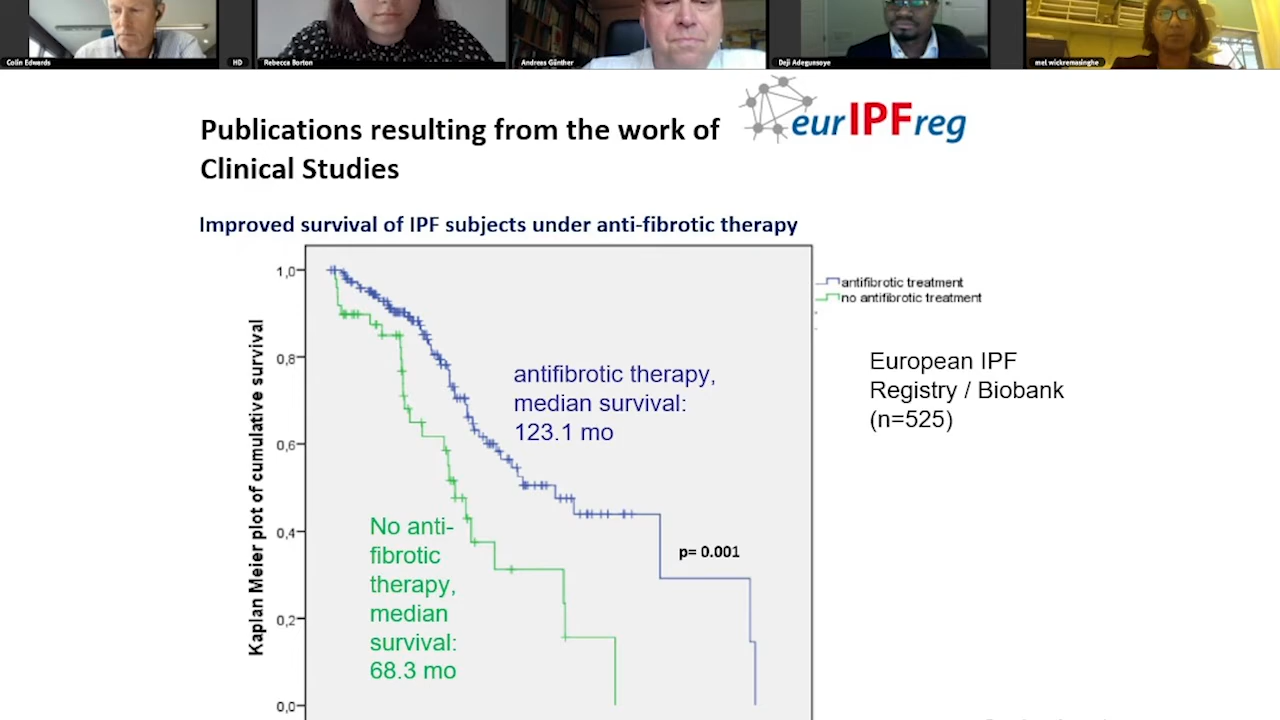 Colin Edwards
HD
Rebecca Borton
Andreas Günther
Deji Adegunsoye
mel wickremasinghe
Publications resulting from the work of
Clinical Studies
eurIPFreg
Improved survival of IPF subjects under anti-fibrotic therapy
1,0
0,8
0,6
0,4
0,2
0,0
Kaplan Meier plot of cumulative survival
antifibrotic treatment
no antifibrotic treatment
antifibrotic therapy,
median survival:
123.1 mo
No anti-
fibrotic
therapy,
median
survival:
68.3 mo
p= 0.001
European IPF
Registry / Biobank
(n=525)